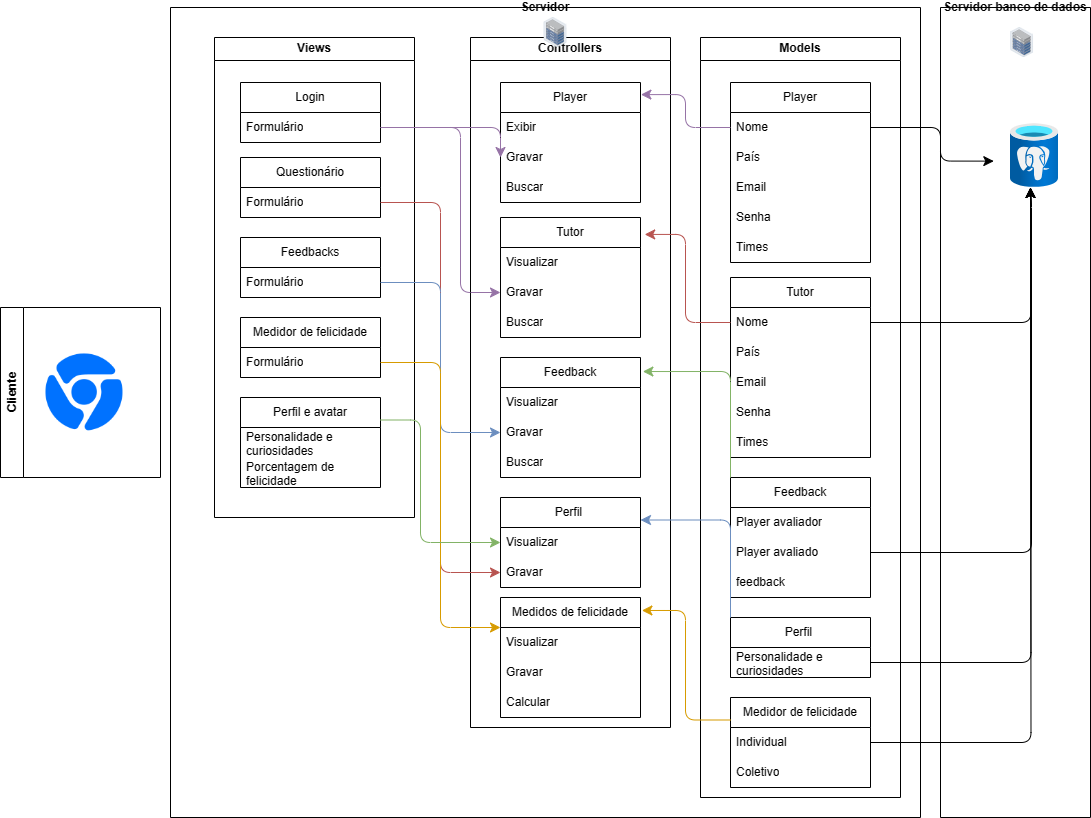 Servidor
Servidor banco de dados
Cliente
Views
Login
Formulário
Questionário
Formulário
Feedbacks
Formulário
Medidor de felicidade
Formulário
Perfil e avatar
Personalidade e
curiosidades
Porcentagem de
felicidade
Controllers
Player
Exibir
Gravar
Buscar
Tutor
Visualizar
Gravar
Buscar
Feedback
Visualizar
Gravar
Buscar
Perfil
Visualizar
Gravar
Medidos de felicidade
Visualizar
Gravar
Calcular
Models
Player
Nome
País
Email
Senha
Times
Tutor
Nome
País
Email
Senha
Times
Feedback
Player avaliador
Player avaliado
feedback
Perfil
Personalidade e
curiosidades
Medidor de felicidade
Individual
Coletivo